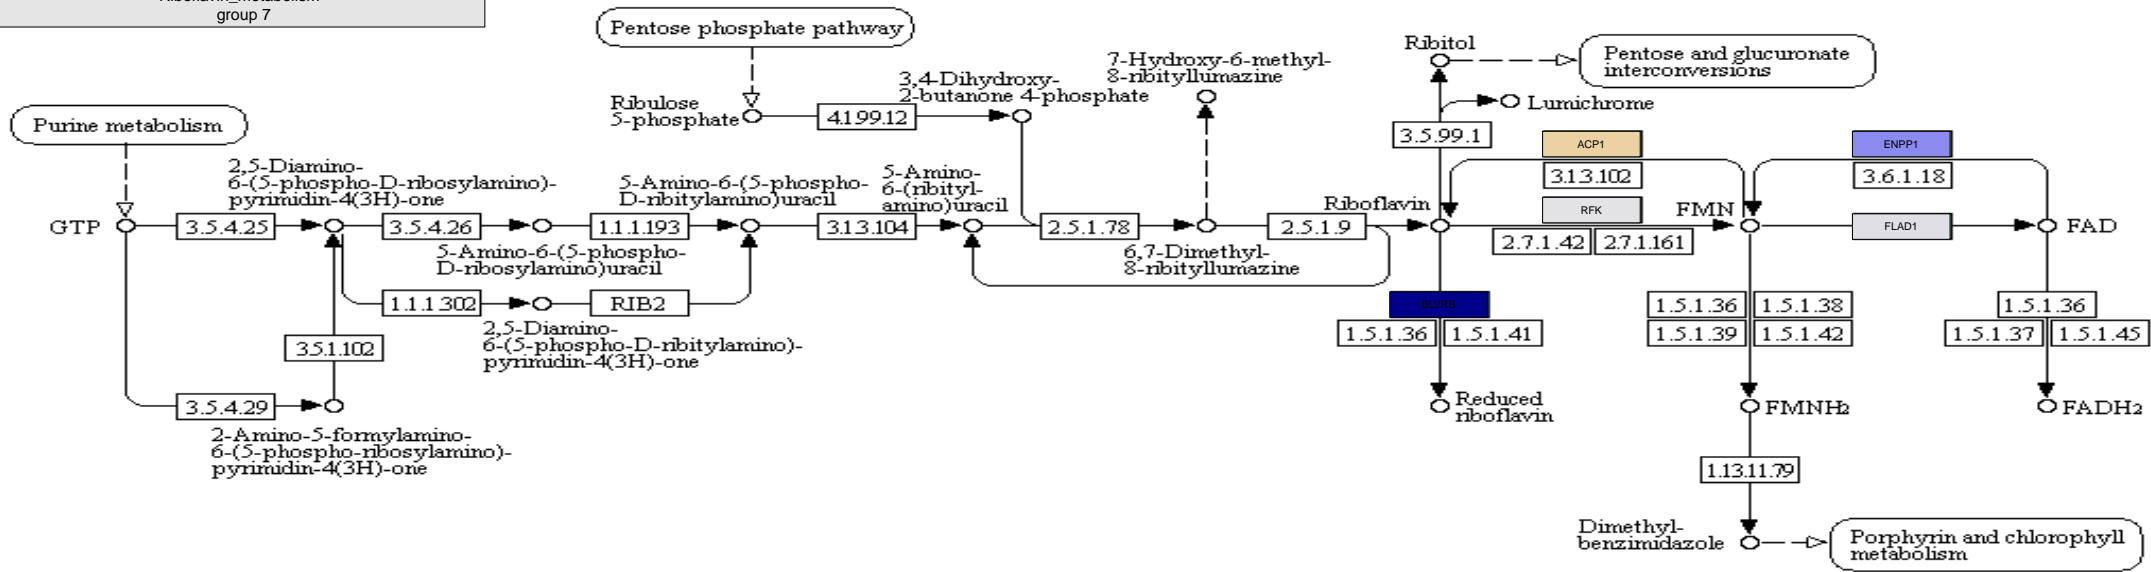 group 7
Pentose phosphate pathway
Ribitol
Pentose and glucuronate
interconversions
7-Hydroxy-6-methyl-
8-ribityllumazine
3,4-Dihydroxy-
2-butanone 4-phosphate
Ribulose
5-phosphate
4.1.99.12
Lumichrome
Purine metabolism
3.5.99.1
ACP1
ENPP1
2,5-Diamino-
6-(5-phospho-D-ribosylamino)-
pyrimidin-4(3H)-one
5-Amino-6-(5-phospho-
D-ribitylamino)uracil
5-Amino-
6-(ribityl-
amino)uracil
3.1.3.102
3.6.1.18
Riboflavin
RFK
FMN
GTP
3.5.4.25
3.5.4.26
1.1.1.193
3.1.3.104
2.5.1.78
2.5.1.9
FLAD1
FAD
2.7.1.42
2.7.1.161
5-Amino-6-(5-phospho-
D-ribosylamino)uracil
6,7-Dimethyl-
8-ribityllumazine
1.1.1.302
RIB2
1.5.1.36
1.5.1.38
1.5.1.36
2,5-Diamino-
6-(5-phospho-D-ribitylamino)-
pyrimidin-4(3H)-one
1.5.1.36
1.5.1.41
1.5.1.39
1.5.1.42
1.5.1.37
1.5.1.45
3.5.1.102
3.5.4.29
Reduced
riboflavin
FMNH2
FADH2
2-Amino-5-formylamino-
6-(5-phospho-ribosylamino)-
pyrimidin-4(3H)-one
1.13.11.79
Dimethyl-
benzimidazole
Porphyrin and chlorophyll
metabolism